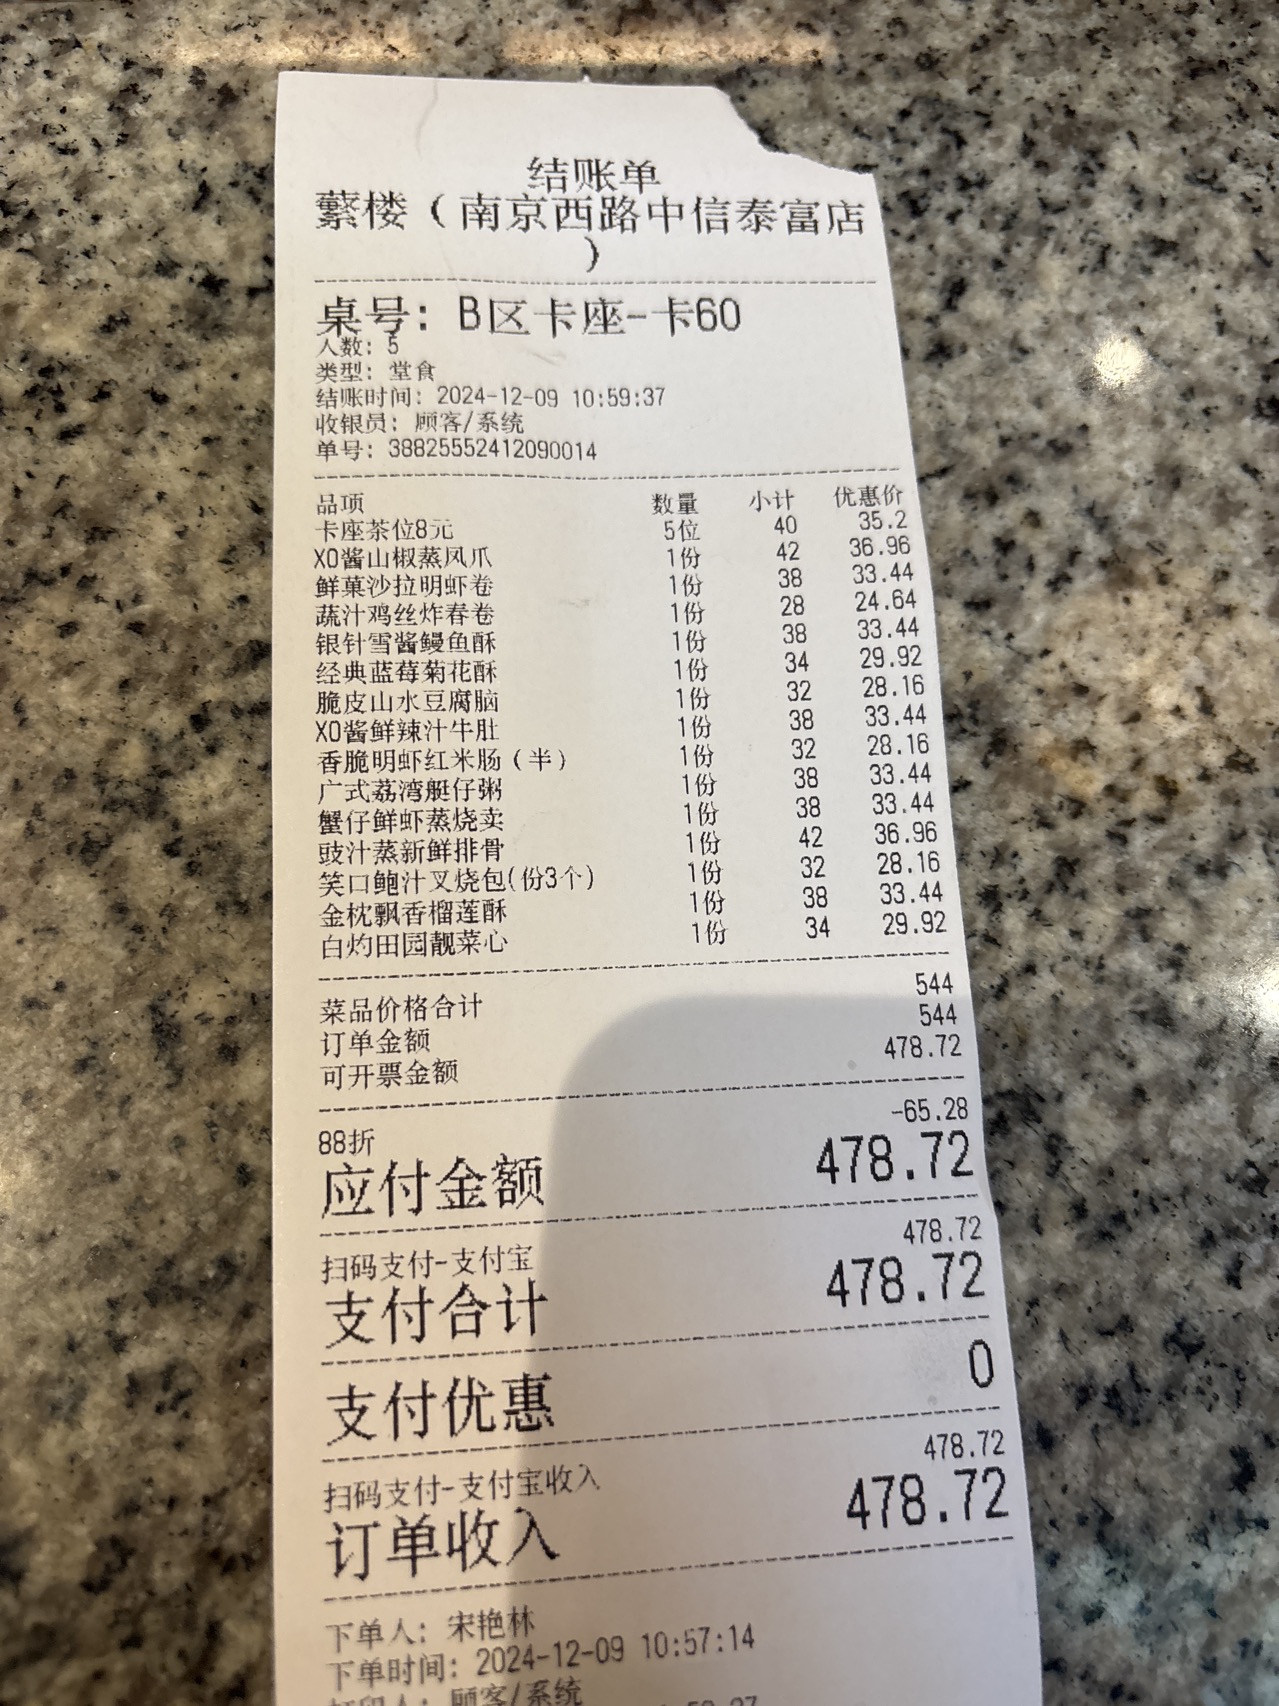 结账单
蘩楼（南京西路中信泰富店
）
桌号：B区卡座-卡60
人数：5
类型：堂食
结账时间：2024-12-09 10:59:37
收银员：顾客/系统
单号：38825552412090014
品项 数量 小计 优惠价
卡座茶位8元 5位 40 35.2
XO酱山椒蒸凤爪 1份 42 36.96
鲜菓沙拉明虾卷 1份 38 33.44
蔬汁鸡丝炸春卷 1份 28 24.64
银针雪酱鳗鱼酥 1份 38 33.44
经典蓝莓菊花酥 1份 34 29.92
脆皮山水豆腐脑 1份 32 28.16
XO酱鲜辣汁牛肚 1份 38 33.44
香脆明虾红米肠（半） 1份 32 28.16
广式荔湾艇仔粥 1份 38 33.44
蟹仔鲜虾蒸烧卖 1份 38 33.44
豉汁蒸新鲜排骨 1份 42 36.96
笑口鲍汁叉烧包(份3个) 1份 32 28.16
金枕飘香榴莲酥 1份 38 33.44
白灼田园靓菜心 1份 34 29.92
菜品价格合计 544
订单金额 544
可开票金额 478.72
88折 -65.28
应付金额 478.72
扫码支付-支付宝 478.72
支付合计 478.72
支付优惠 0
扫码支付-支付宝收入 478.72
订单收入 478.72
下单人：宋艳林
下单时间：2024-12-09 10:57:14
顾客/系统